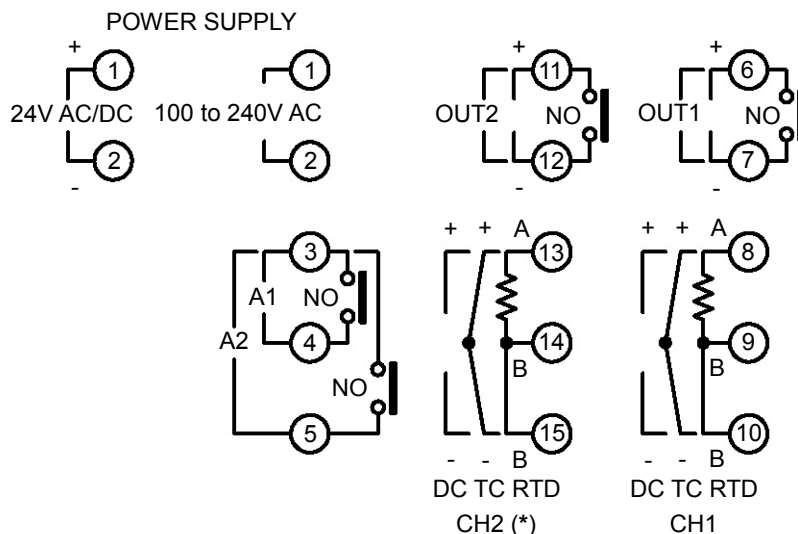 POWER SUPPLY
+ 1 1 + 11 + 6
24V AC/DC 100 to 240V AC OUT2 NO OUT1 NO
2 2 12 7
- - -
3 + + A 13 + + A 8
A1 NO
4 14 9
A2 B B
NO
5 15 10
- - B - - B
DC TC RTD DC TC RTD
CH2 (*) CH1